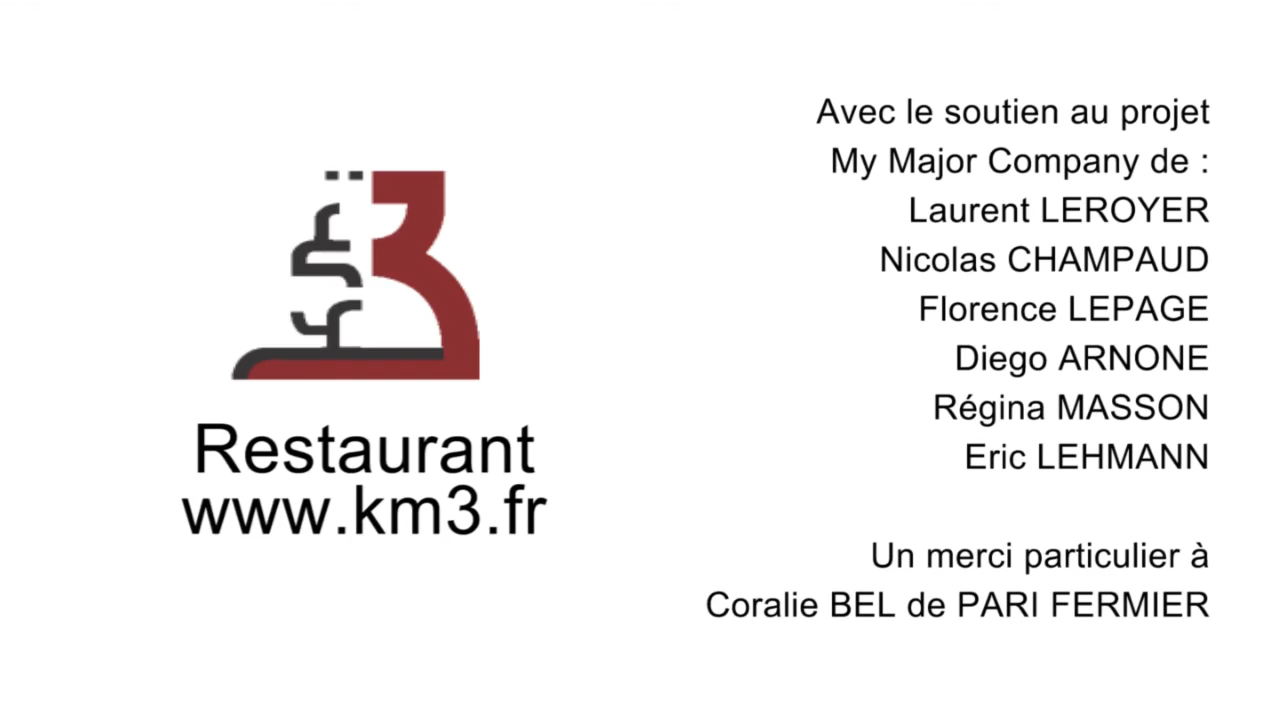 Restaurant
www.km3.fr
Avec le soutien au projet
My Major Company de :
Laurent LEROYER
Nicolas CHAMPAUD
Florence LEPAGE
Diego ARNONE
Régina MASSON
Eric LEHMANN
Un merci particulier à
Coralie BEL de PARI FERMIER